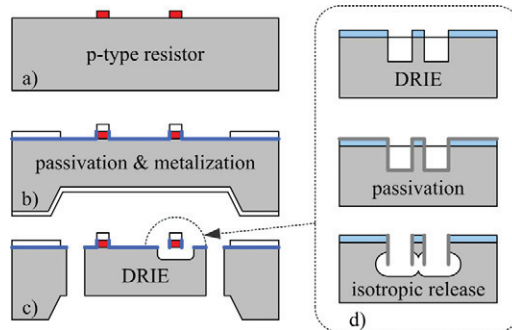 p-type resistor
a)
passivation & metalization
b)
DRIE
c)
DRIE
passivation
isotropic release
d)